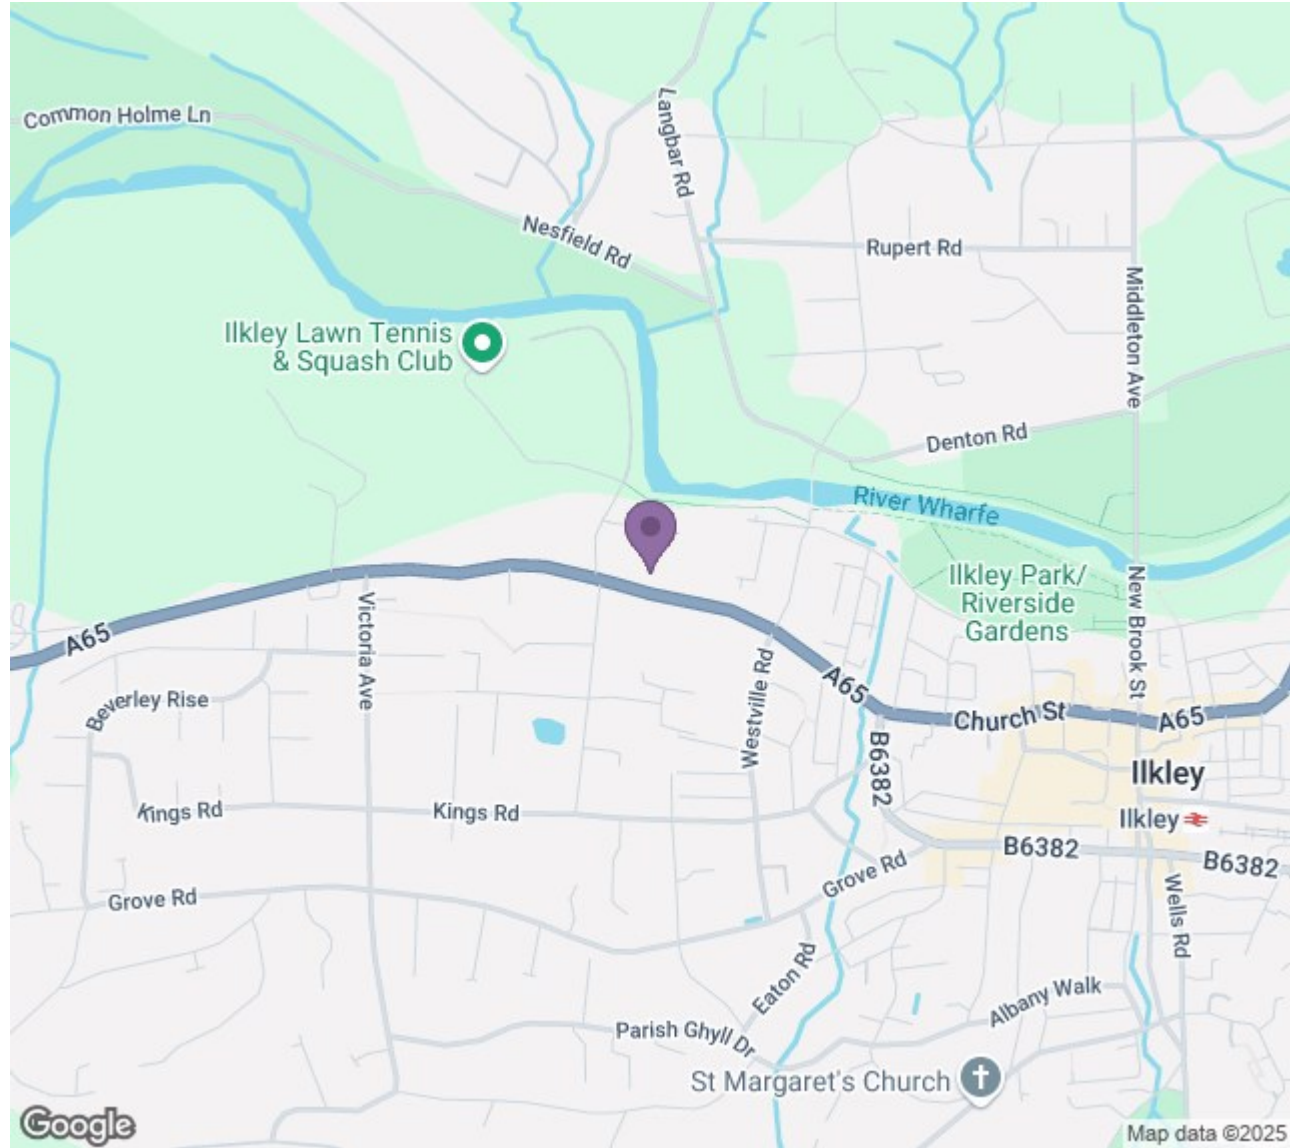 Common Holme Ln
Langbar Rd
Nesfield Rd
Rupert Rd
Middleton Ave
Ilkley Lawn Tennis
& Squash Club
Denton Rd
River Wharfe
Ilkley Park/
Riverside
Gardens
New Brook St
A65
Victoria Ave
Beverley Rise
Westville Rd
A65
Church St
A65
B6382
Ilkley
Ilkley
Kings Rd
Kings Rd
B6382
B6382
Grove Rd
Grove Rd
Wells Rd
Eaton Rd
Albany Walk
Parish Ghyll Dr
St Margaret's Church
Google
Map data ©2025